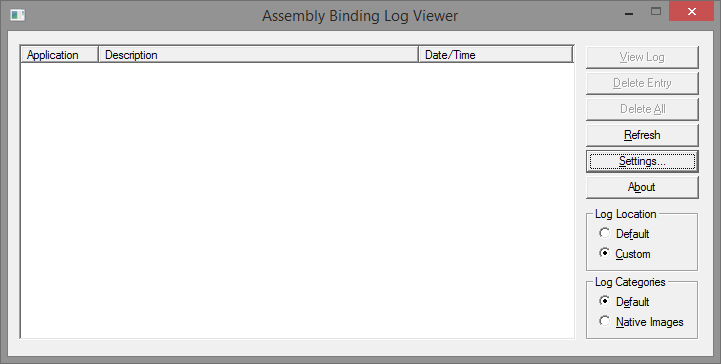 Assembly Binding Log Viewer
Application Description Date/Time
View Log
Delete Entry
Delete All
Refresh
Settings...
About
Log Location
Default
Custom
Log Categories
Default
Native Images